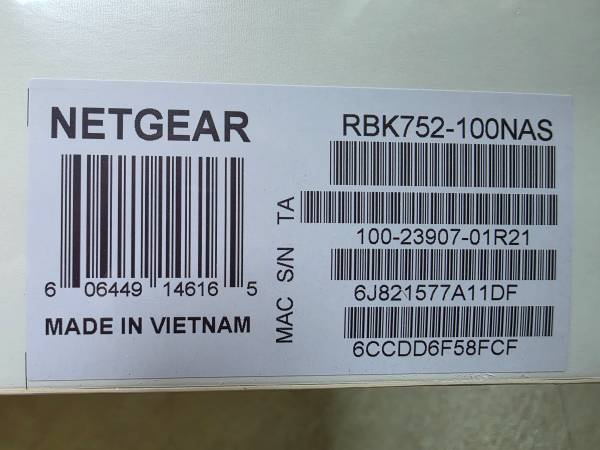 NETGEAR
6 06449 14616 5
MADE IN VIETNAM
RBK752-100NAS
TA
100-23907-01R21
S/N
6J821577A11DF
MAC
6CCDD6F58FCF